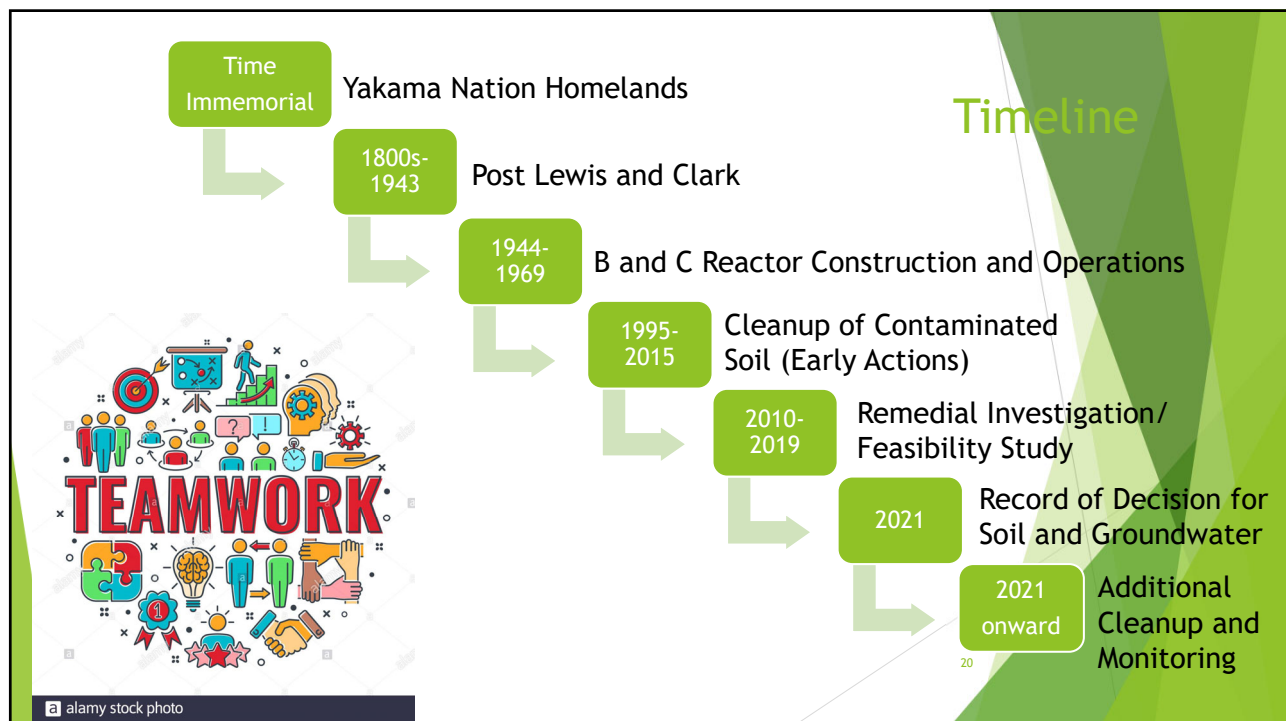 Timeline
Time
Immemorial
Yakama Nation Homelands
1800s-
1943
Post Lewis and Clark
1944-
1969
B and C Reactor Construction and Operations
1995-
2015
Cleanup of Contaminated
Soil (Early Actions)
2010-
2019
Remedial Investigation/
Feasibility Study
2021
Record of Decision for
Soil and Groundwater
2021
onward
Additional
Cleanup and
Monitoring
20
alamy
? !
TEAMWORK
1
a alamy stock photo